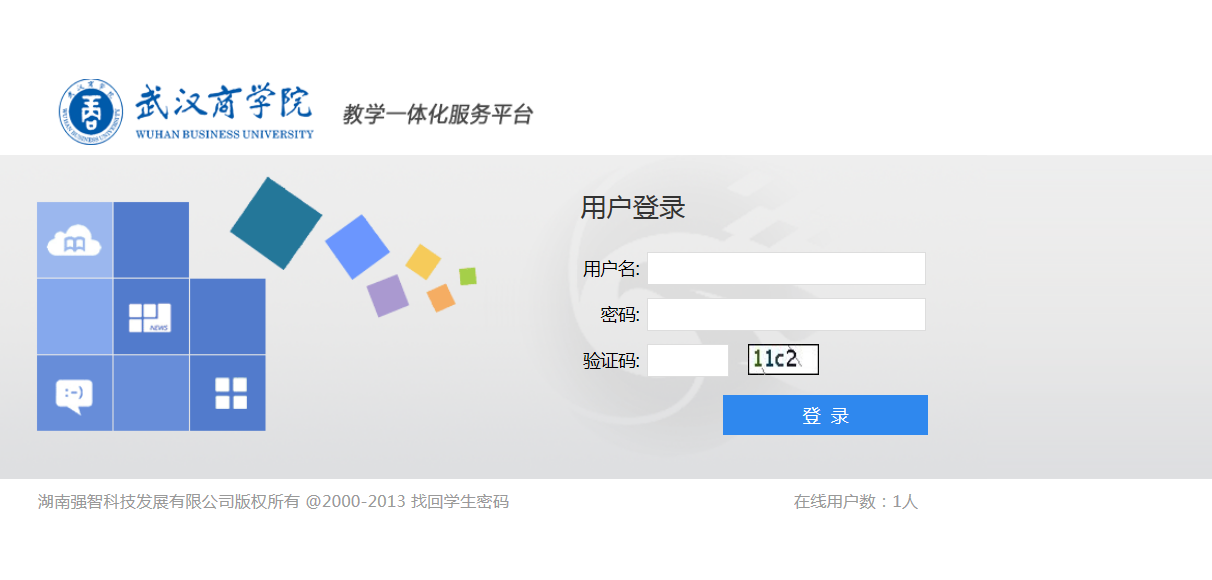 武汉商学院
WUHAN BUSINESS UNIVERSITY
教学一体化服务平台
用户登录
用户名:
密码:
验证码:
11c2
登 录
NEWS
:-)
湖南强智科技发展有限公司版权所有 @2000-2013 找回学生密码
在线用户数：1人